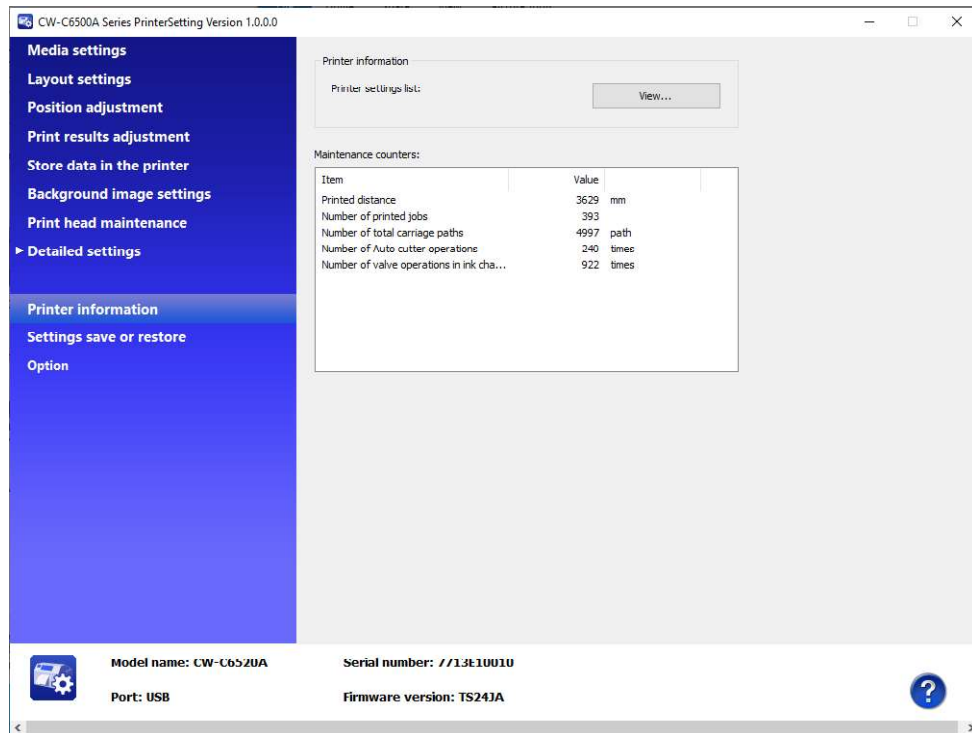 CW-C6500A Series PrinterSetting Version 1.0.0.0
Media settings
Layout settings
Position adjustment
Print results adjustment
Store data in the printer
Background image settings
Print head maintenance
Detailed settings
Printer information
Settings save or restore
Option
Printer information
Printer settings list:
View...
Maintenance counters:
Item Value
Printed distance 3629 mm
Number of printed jobs 393
Number of total carriage paths 4997 path
Number of Auto cutter operations 240 times
Number of valve operations in ink cha... 922 times
Model name: CW-C6520A
Serial number: 7713E10010
Port: USB
Firmware version: TS24JA
?